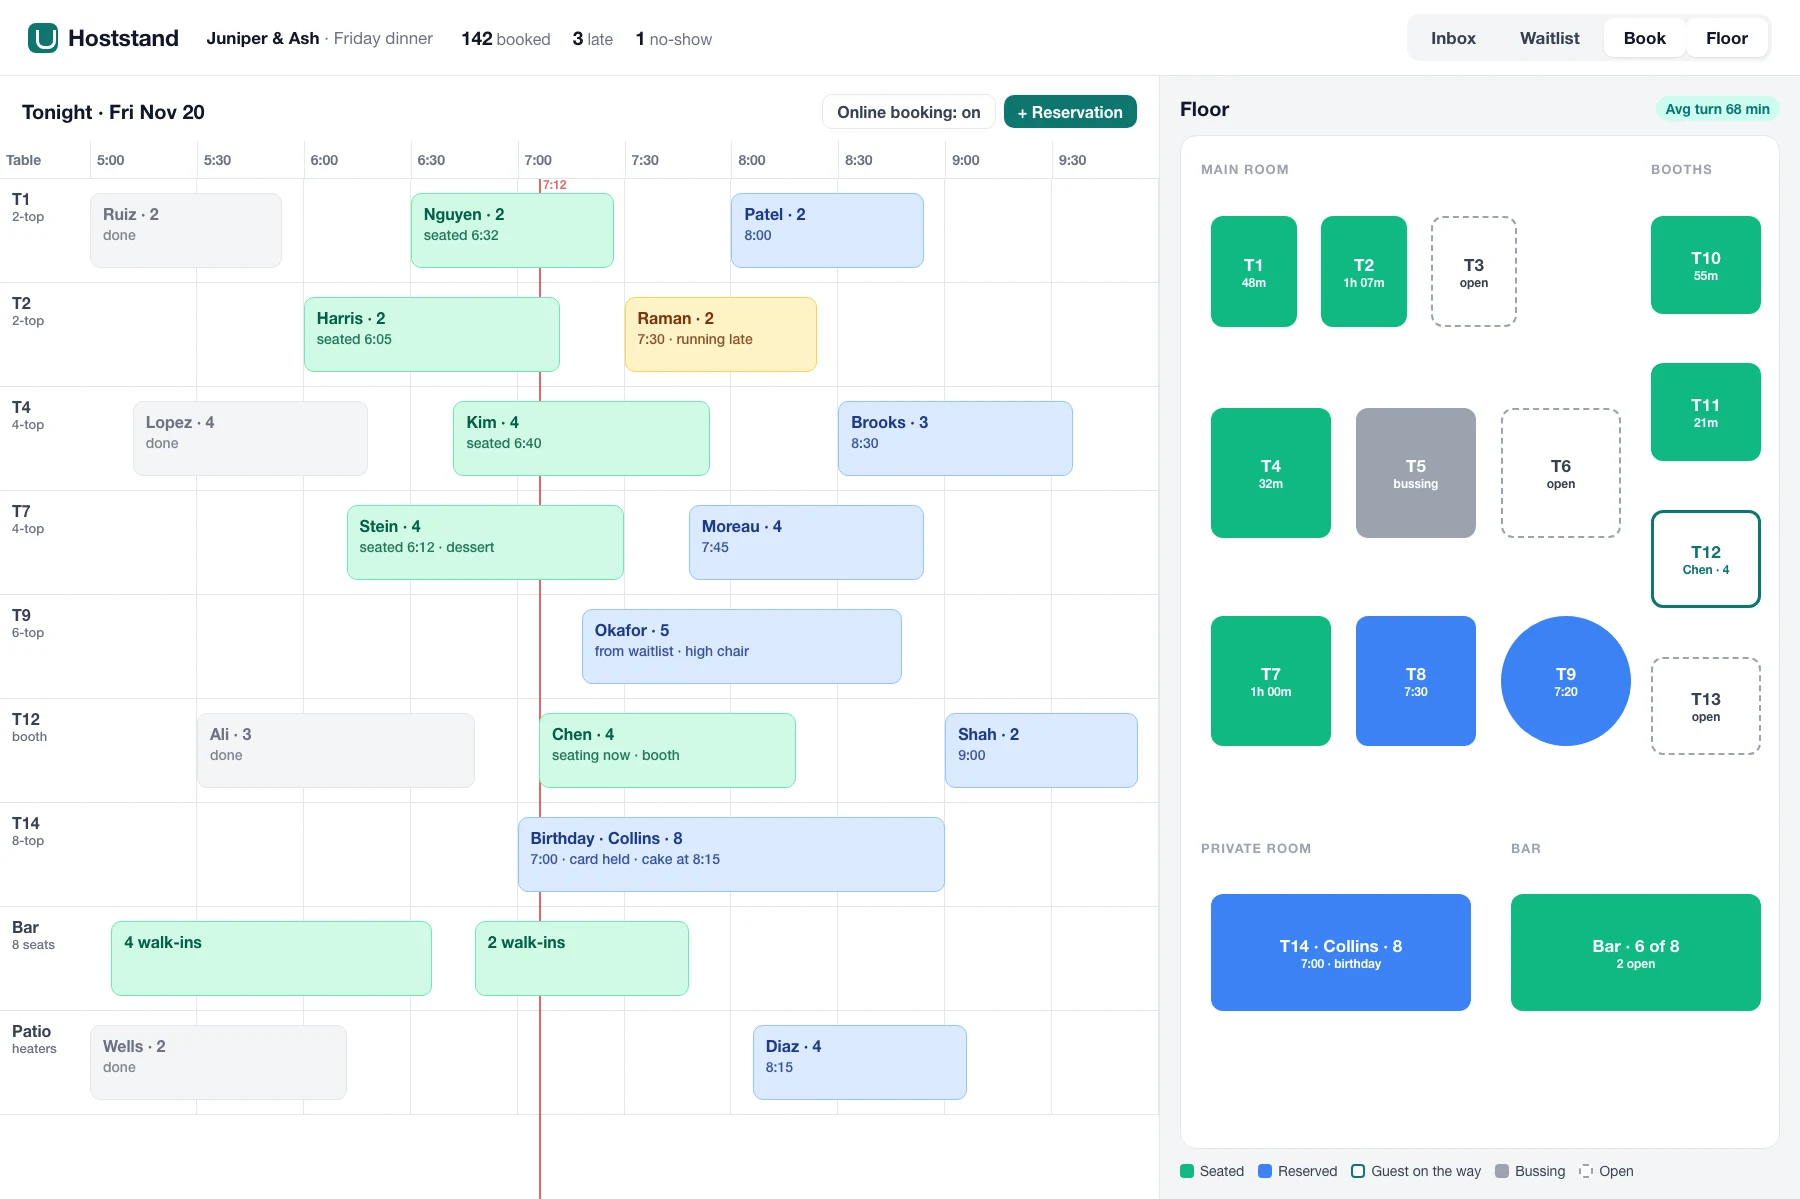 Hoststand
Juniper & Ash · Friday dinner
142 booked 3 late 1 no-show
Inbox Waitlist Book Floor
Tonight · Fri Nov 20
Online booking: on
+ Reservation
Table 5:00 5:30 6:00 6:30 7:00 7:30 8:00 8:30 9:00 9:30
7:12
T1
2-top
Ruiz · 2
done
Nguyen · 2
seated 6:32
Patel · 2
8:00
T2
2-top
Harris · 2
seated 6:05
Raman · 2
7:30 · running late
T4
4-top
Lopez · 4
done
Kim · 4
seated 6:40
Brooks · 3
8:30
T7
4-top
Stein · 4
seated 6:12 · dessert
Moreau · 4
7:45
T9
6-top
Okafor · 5
from waitlist · high chair
T12
booth
Ali · 3
done
Chen · 4
seating now · booth
Shah · 2
9:00
T14
8-top
Birthday · Collins · 8
7:00 · card held · cake at 8:15
Bar
8 seats
4 walk-ins
2 walk-ins
Patio
heaters
Wells · 2
done
Diaz · 4
8:15
Floor
Avg turn 68 min
MAIN ROOM
BOOTHS
T1
48m
T2
1h 07m
T3
open
T10
55m
T11
21m
T4
32m
T5
bussing
T6
open
T12
Chen · 4
T7
1h 00m
T8
7:30
T9
7:20
T13
open
PRIVATE ROOM
BAR
T14 · Collins · 8
7:00 · birthday
Bar · 6 of 8
2 open
Seated Reserved Guest on the way Bussing Open